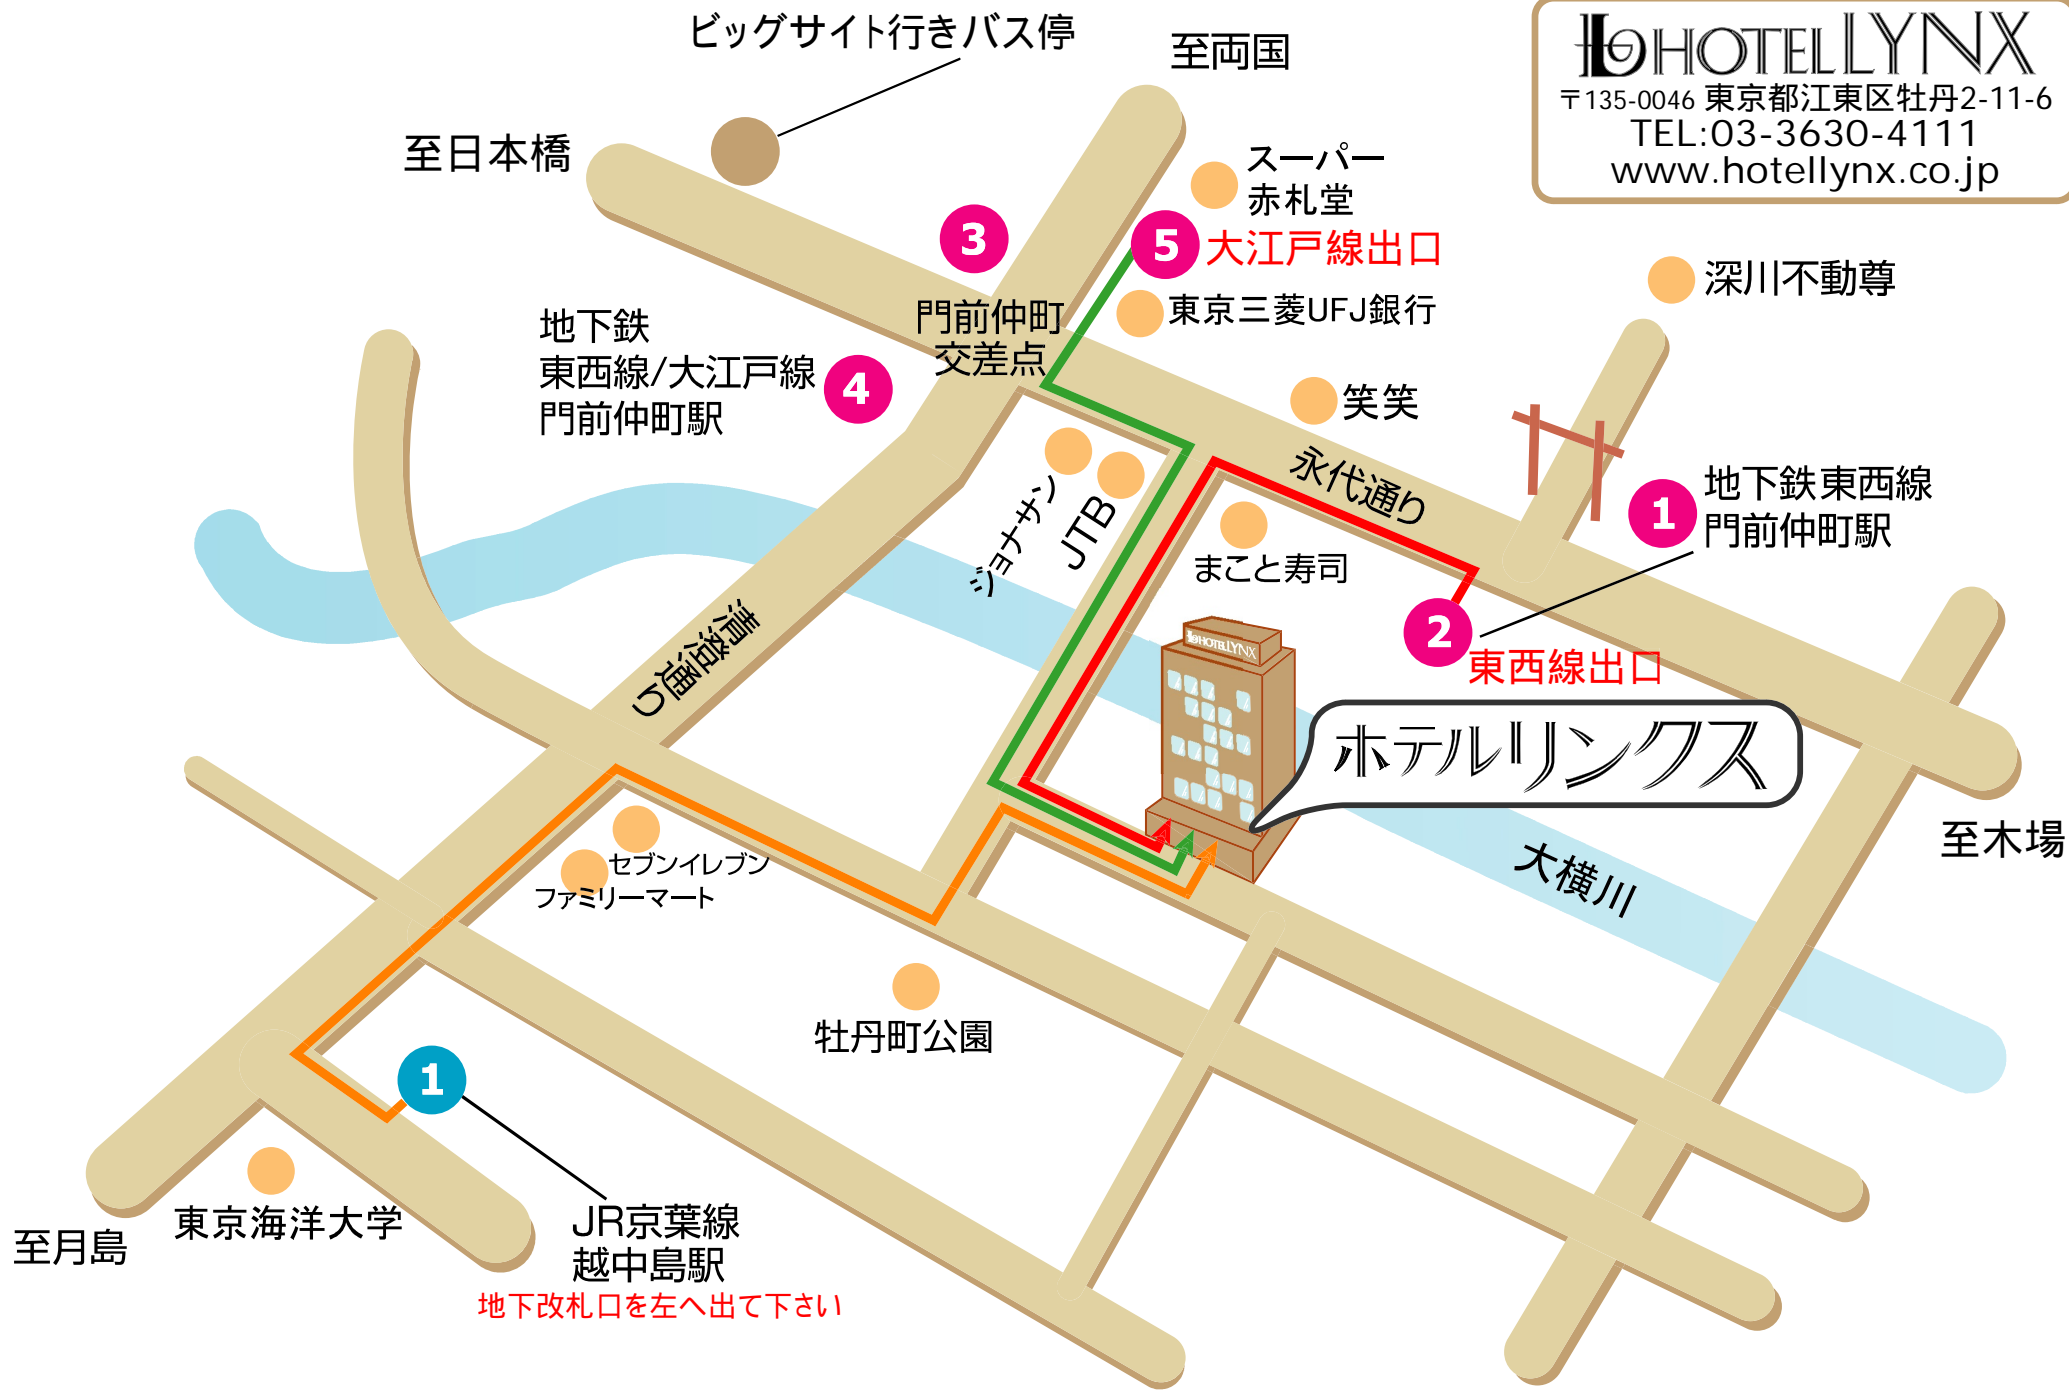 ビッグサイト行きバス停
至両国
HOTEL LYNX
〒135-0046 東京都江東区牡丹2-11-6
TEL:03-3630-4111
www.hotellynx.co.jp
至日本橋
スーパー
赤札堂
3
5
大江戸線出口
深川不動尊
東京三菱UFJ銀行
門前仲町
交差点
地下鉄
東西線/大江戸線
門前仲町駅
4
笑笑
永代通り
ジョナサン
JTB
1
地下鉄東西線
門前仲町駅
まこと寿司
2
東西線出口
清澄通り
HOTEL LYNX
ホテルリンクス
至木場
大横川
セブンイレブン
ファミリーマート
牡丹町公園
1
東京海洋大学
至月島
JR京葉線
越中島駅
地下改札口を左へ出て下さい